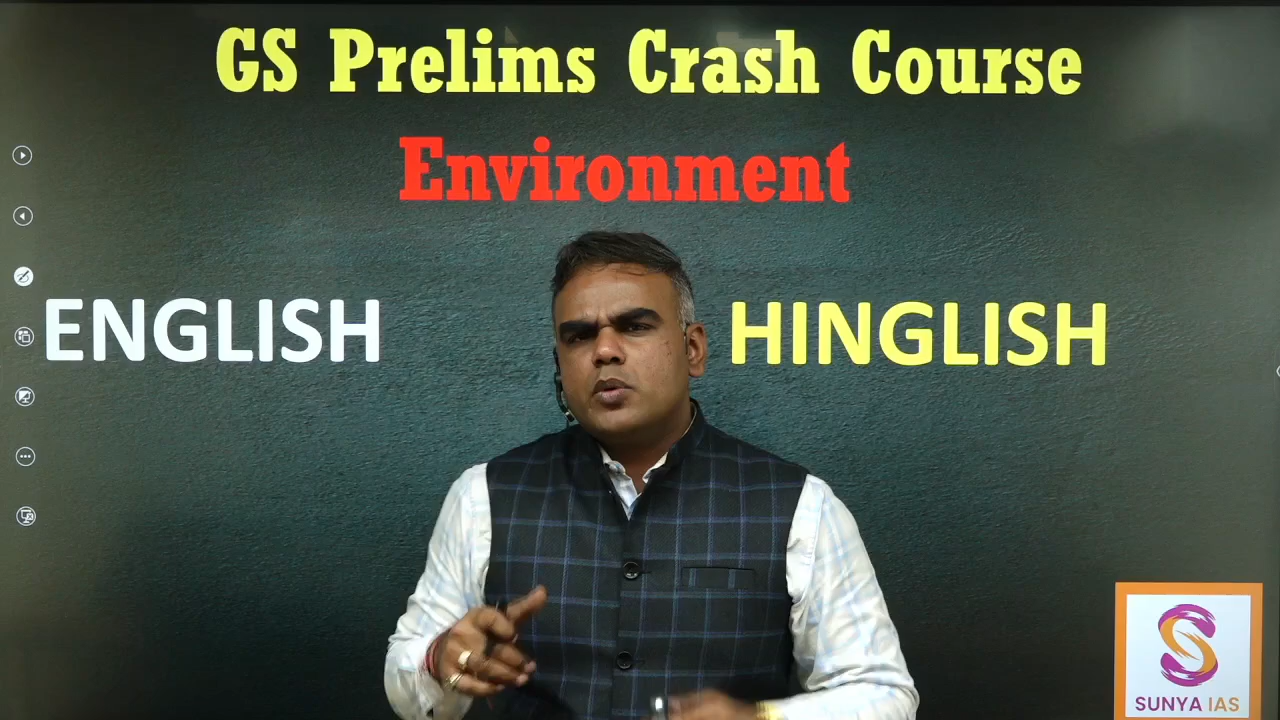 GS Prelims Crash Course
Environment
ENGLISH
HINGLISH
SUNYA IAS